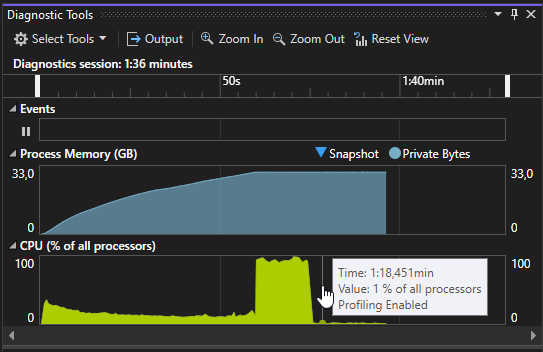 Diagnostic Tools
Select Tools Output Zoom In Zoom Out Reset View
Diagnostics session: 1:36 minutes
50s 1:40min
Events
Process Memory (GB) Snapshot Private Bytes
33,0 33,0
0 0
CPU (% of all processors)
100 100
Time: 1:18,451min
Value: 1 % of all processors
Profiling Enabled
0 0